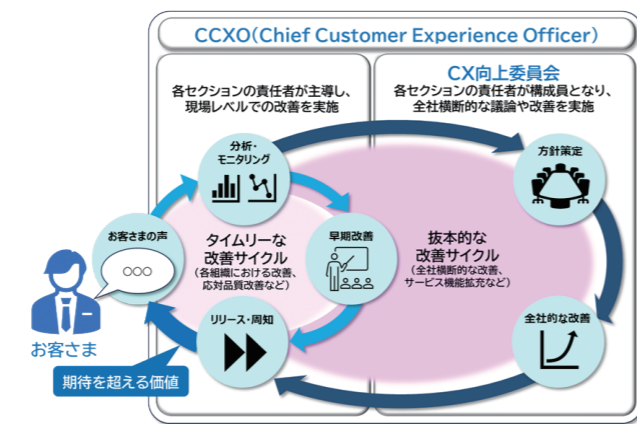 CCXO(Chief Customer Experience Officer)
各セクションの責任者が主導し、
現場レベルでの改善を実施
CX向上委員会
各セクションの責任者が構成員となり、
全社横断的な議論や改善を実施
分析・
モニタリング
方針策定
お客さまの声
○○○
タイムリーな
改善サイクル
(各組織における改善、
応対品質改善など)
早期改善
抜本的な
改善サイクル
(全社横断的な改善、
サービス機能拡充など)
リリース・周知
全社的な改善
お客さま
期待を超える価値